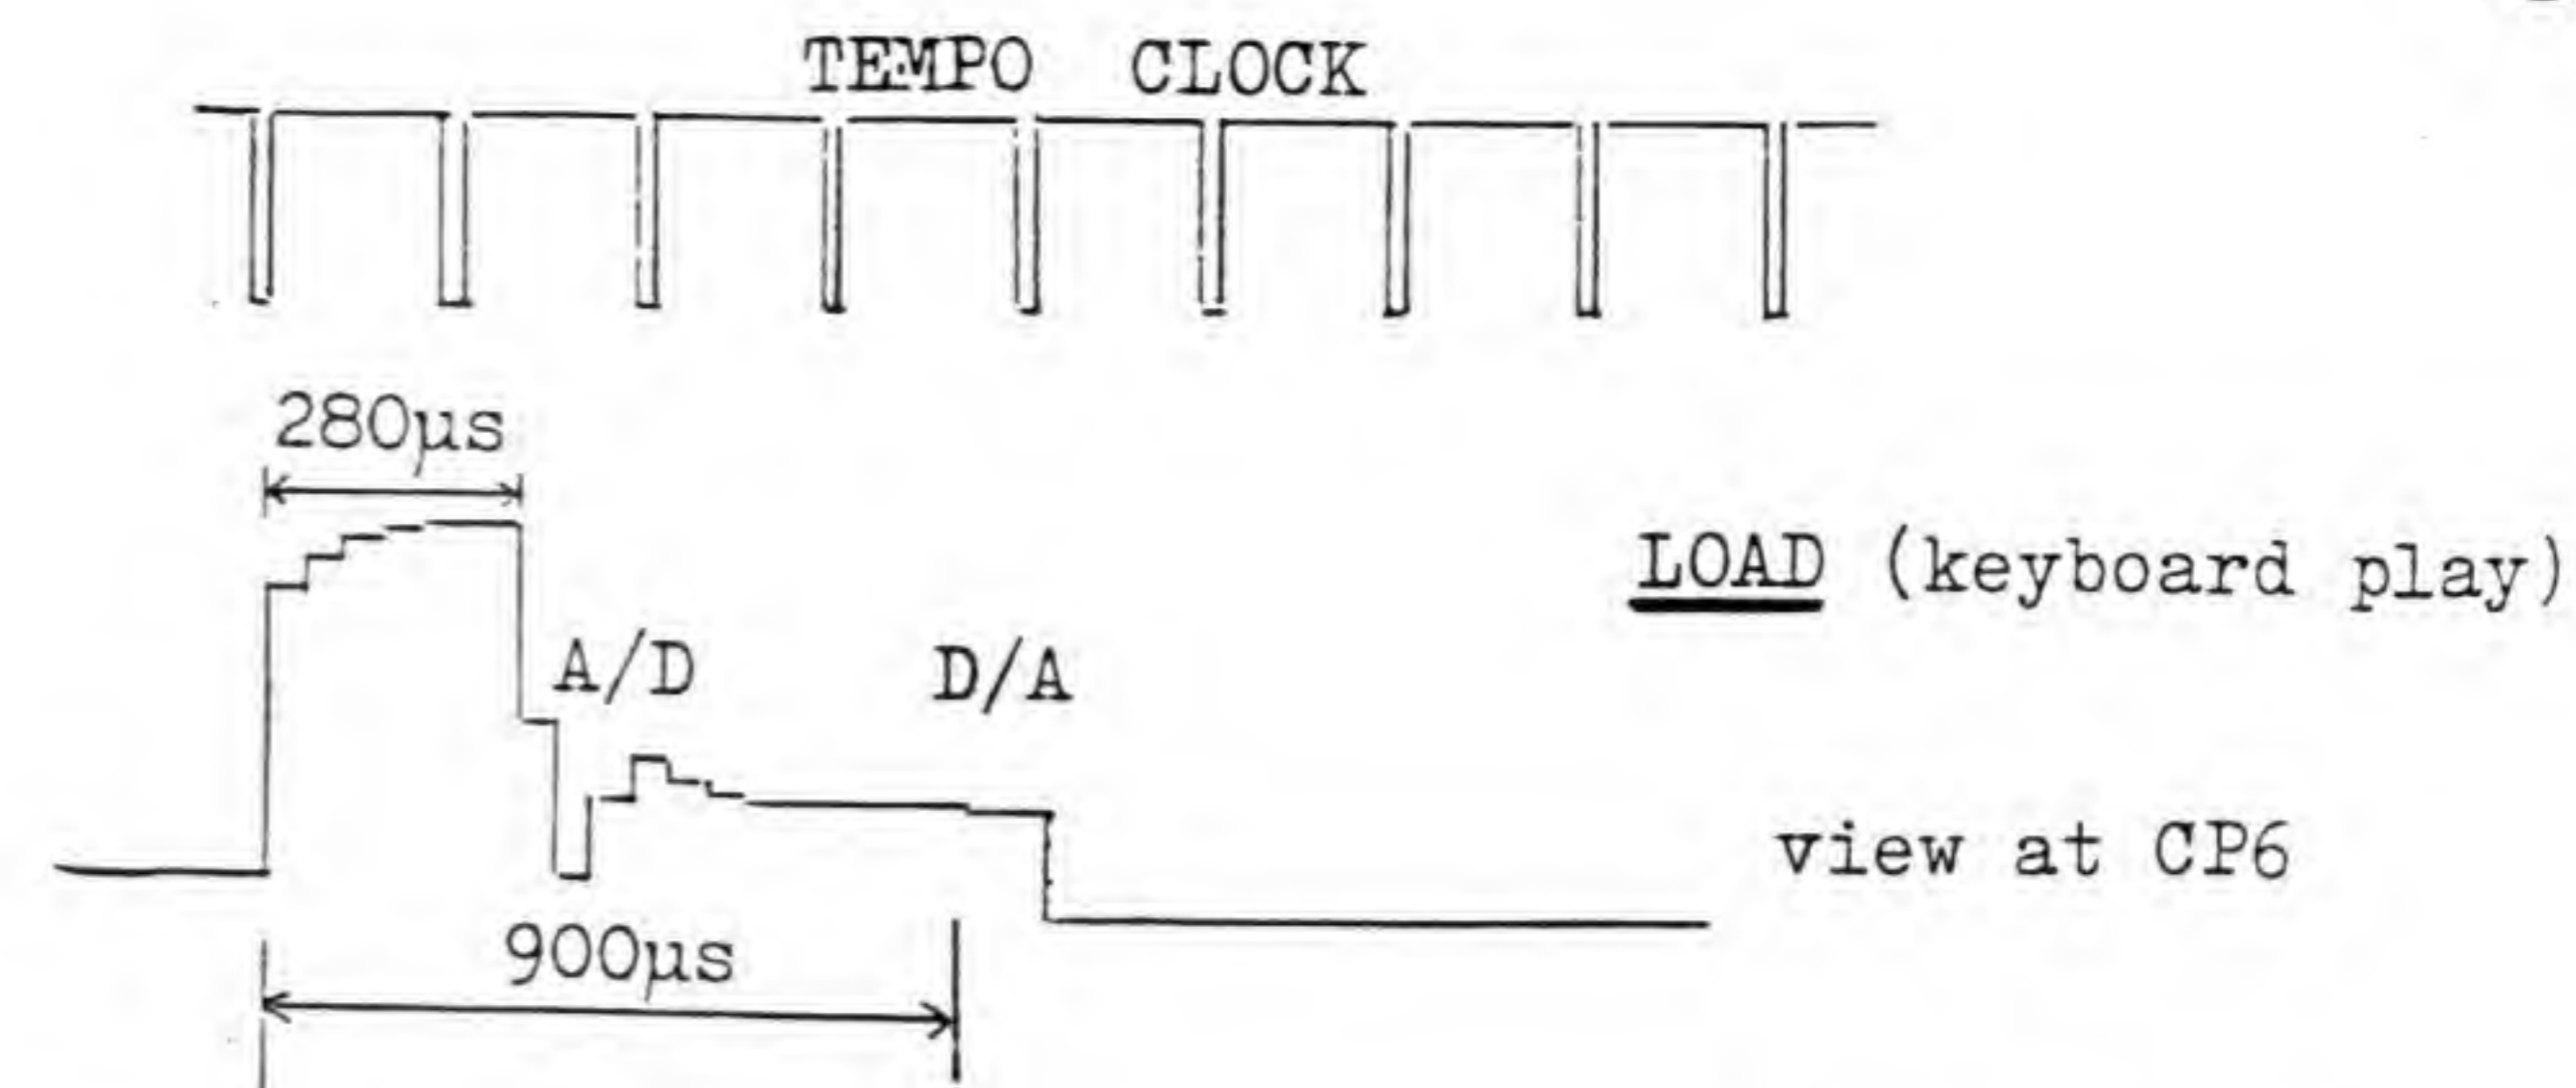 TEMPO CLOCK
280µs
LOAD (keyboard play)
A/D
D/A
view at CP6
900µs